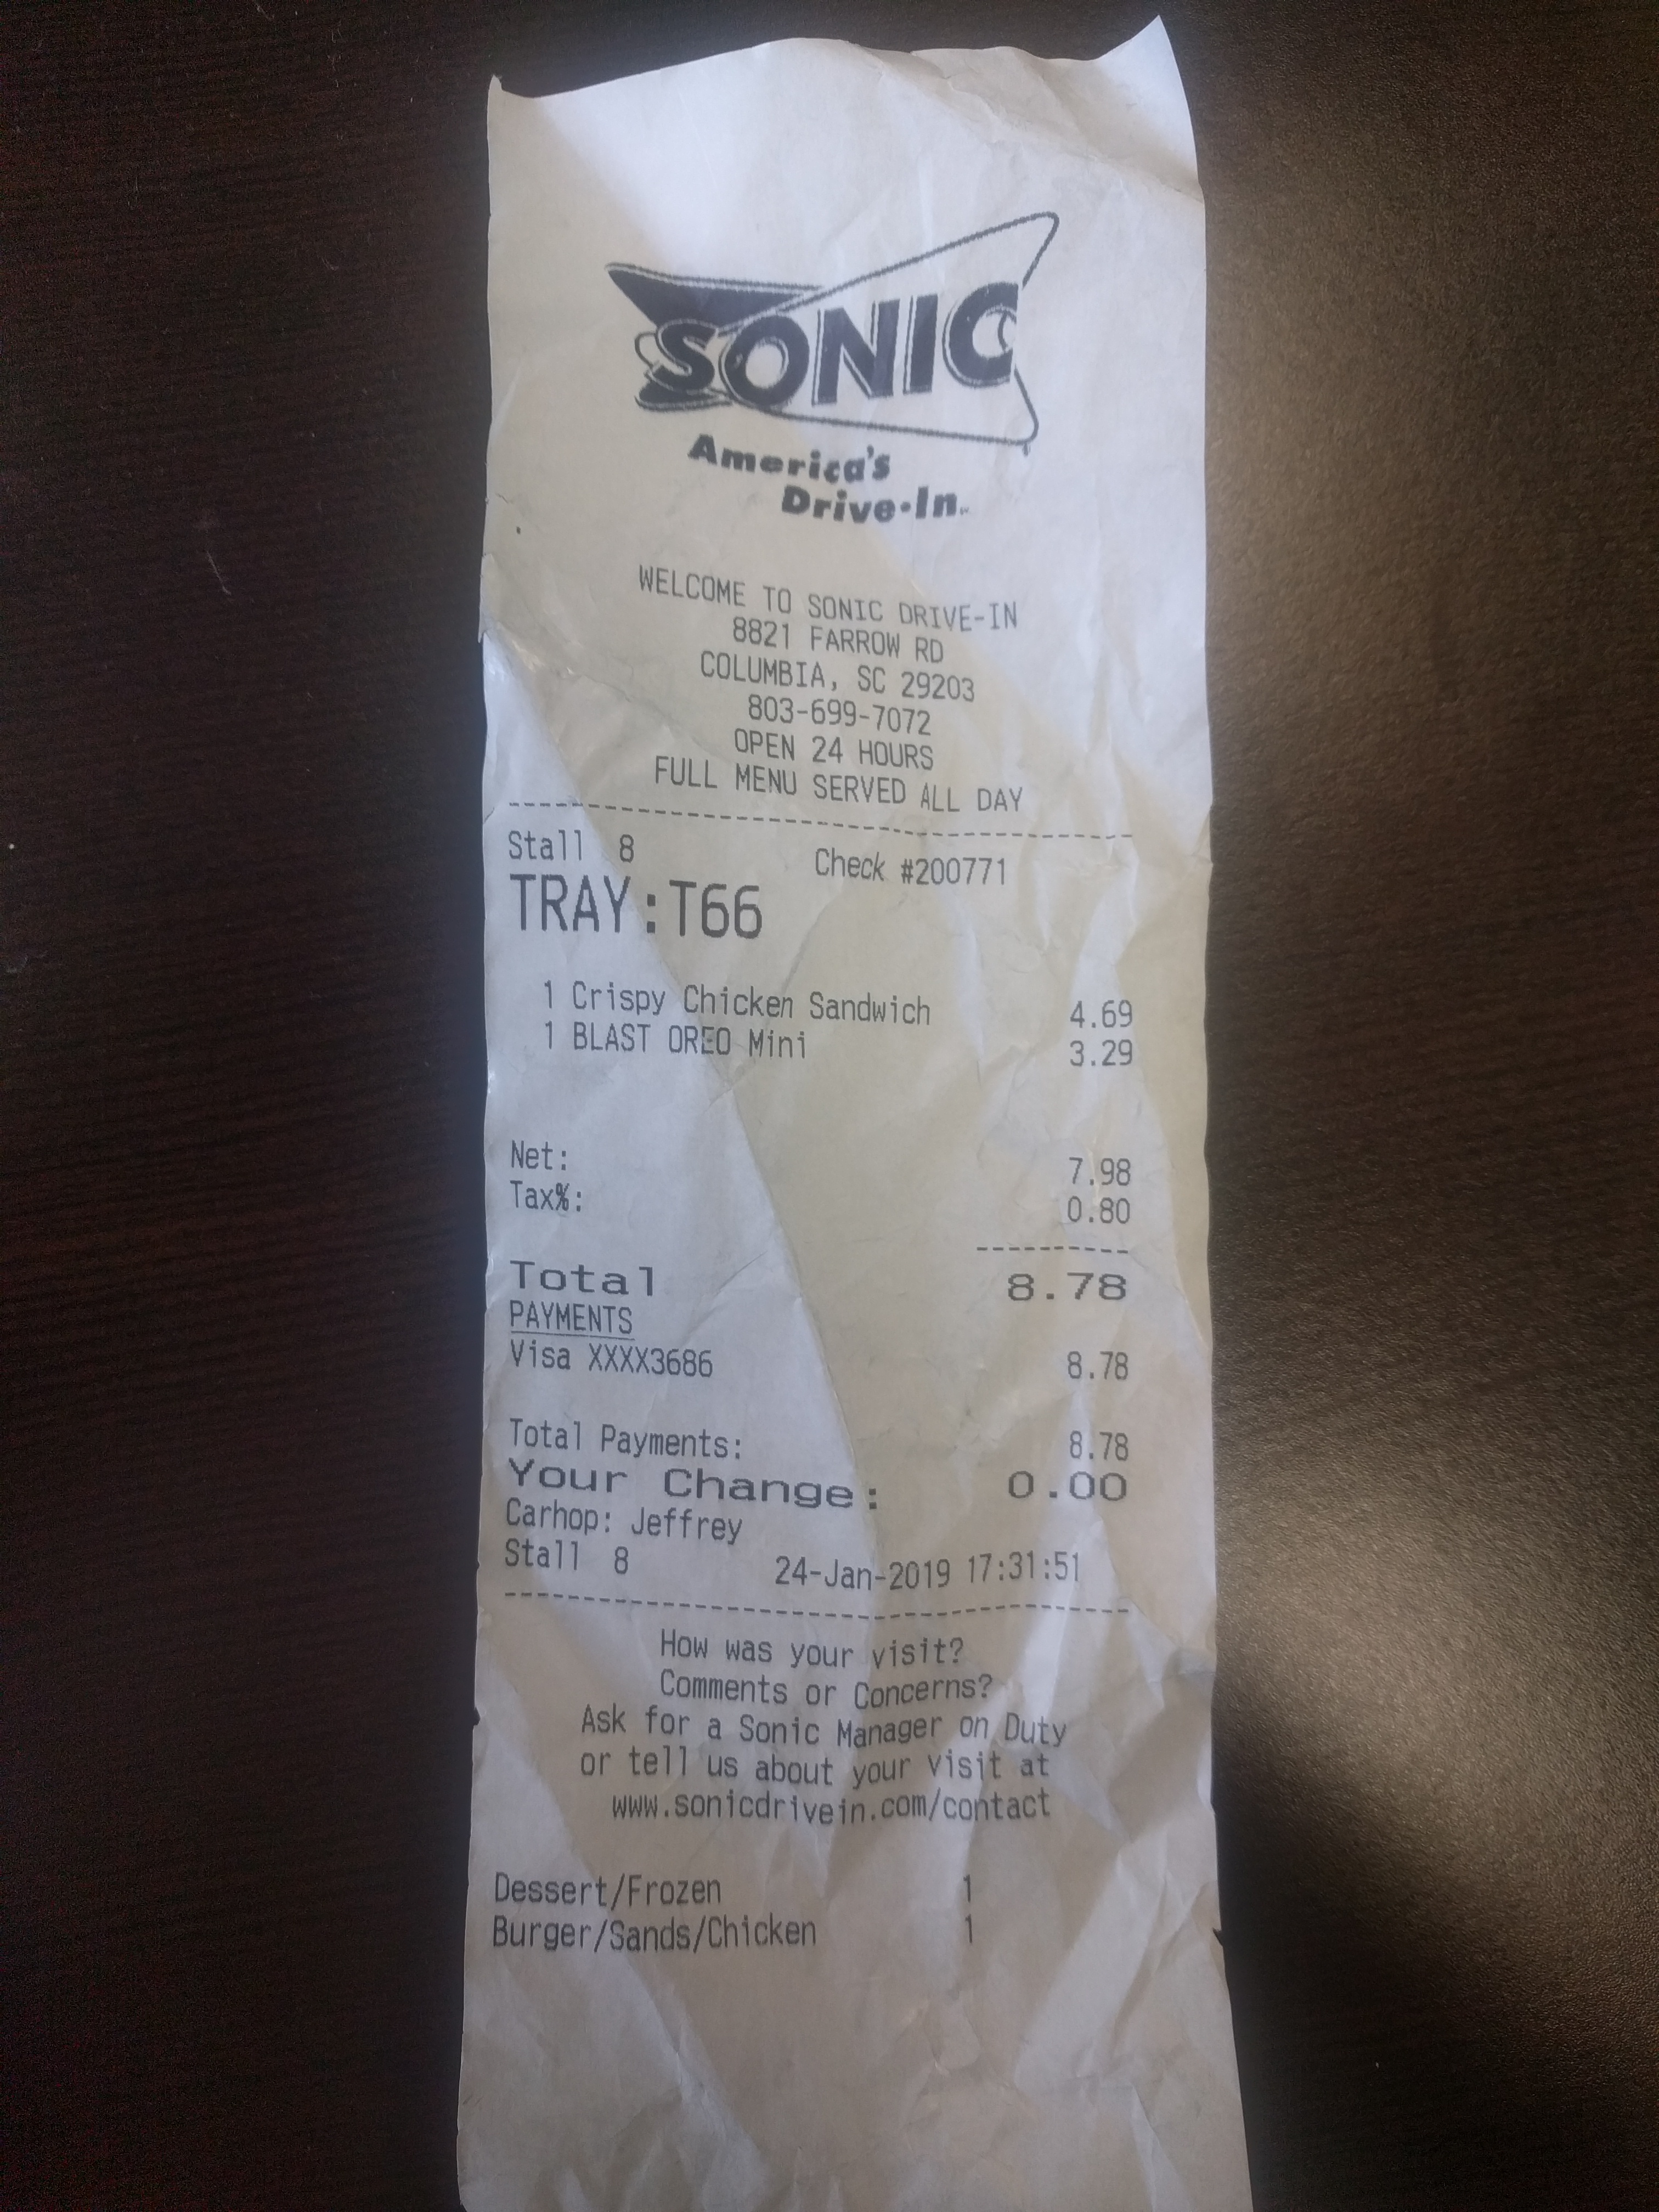 SONIC
America's
Drive-In
WELCOME TO SONIC DRIVE-IN
8821 FARROW RD
COLUMBIA, SC 29203
803-699-7072
OPEN 24 HOURS
FULL MENU SERVED ALL DAY
Stall 8 Check #200771
TRAY:T66
1 Crispy Chicken Sandwich 4.69
1 BLAST OREO Mini 3.29
Net: 7.98
Tax%: 0.80
Total 8.78
PAYMENTS
Visa XXXX3686 8.78
Total Payments: 8.78
Your Change: 0.00
Carhop: Jeffrey
Stall 8 24-Jan-2019 17:31:51
How was your visit?
Comments or Concerns?
Ask for a Sonic Manager on Duty
or tell us about your visit at
www.sonicdrivein.com/contact
Dessert/Frozen 1
Burger/Sands/Chicken 1